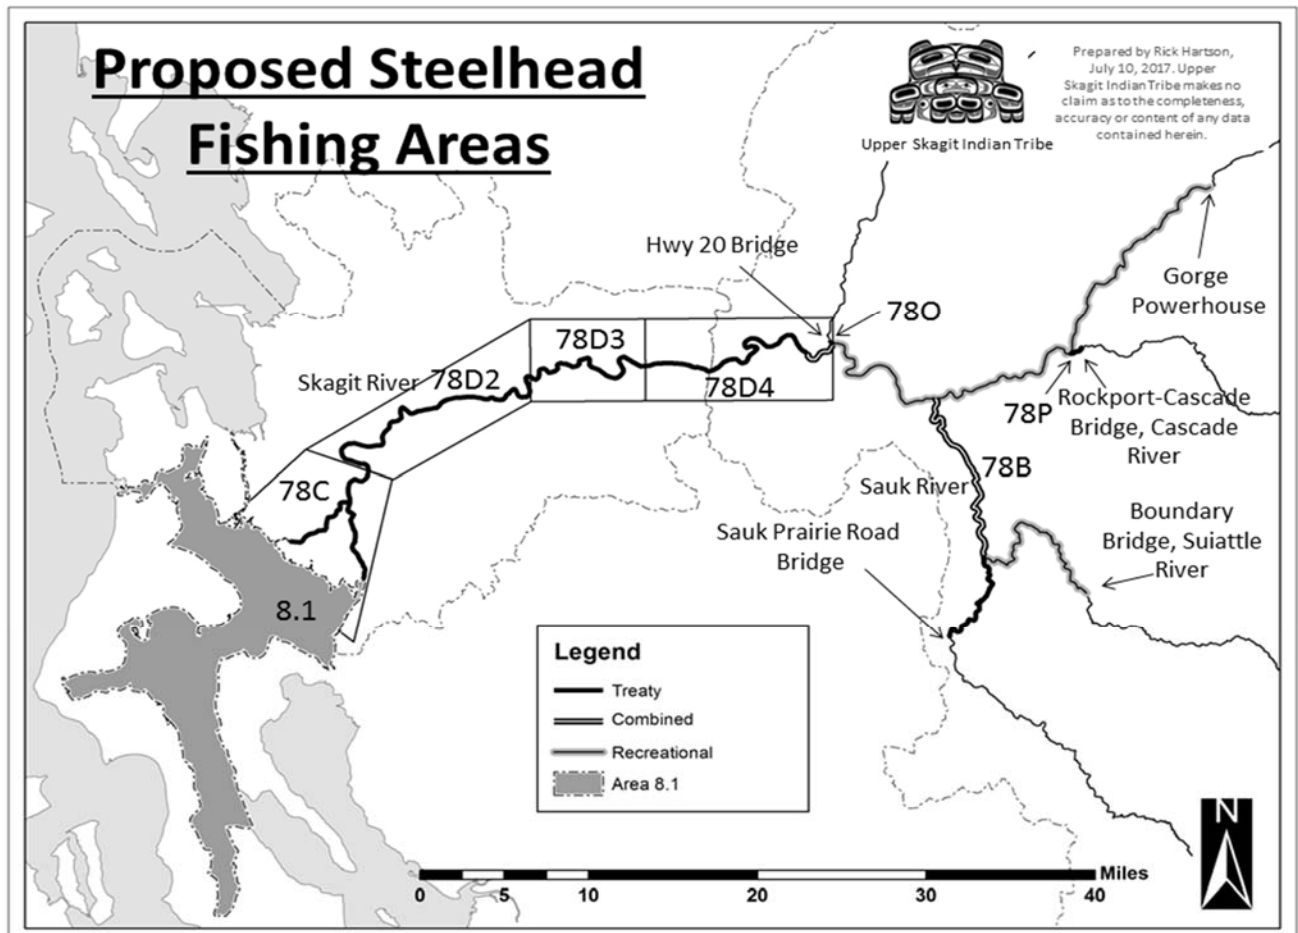 Proposed Steelhead
Fishing Areas
Upper Skagit Indian Tribe
Prepared by Rick Hartson,
July 10, 2017. Upper
Skagit Indian Tribe makes no
claim as to the completeness,
accuracy or content of any data
contained herein.
Hwy 20 Bridge
78O
Gorge
Powerhouse
78D3
Skagit River
78D2
78D4
78P
Rockport-Cascade
Bridge, Cascade
River
78C
78B
Sauk River
Sauk Prairie Road
Bridge
Boundary
Bridge, Suiattle
River
8.1
Legend
Treaty
Combined
Recreational
Area 8.1
N
Miles
0 5 10 20 30 40